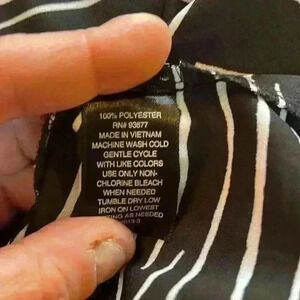 100% POLYESTER
RN# 93677
MADE IN VIETNAM
MACHINE WASH COLD
GENTLE CYCLE
WITH LIKE COLORS
USE ONLY NON-
CHLORINE BLEACH
WHEN NEEDED
TUMBLE DRY LOW
IRON ON LOWEST
AS NEEDED